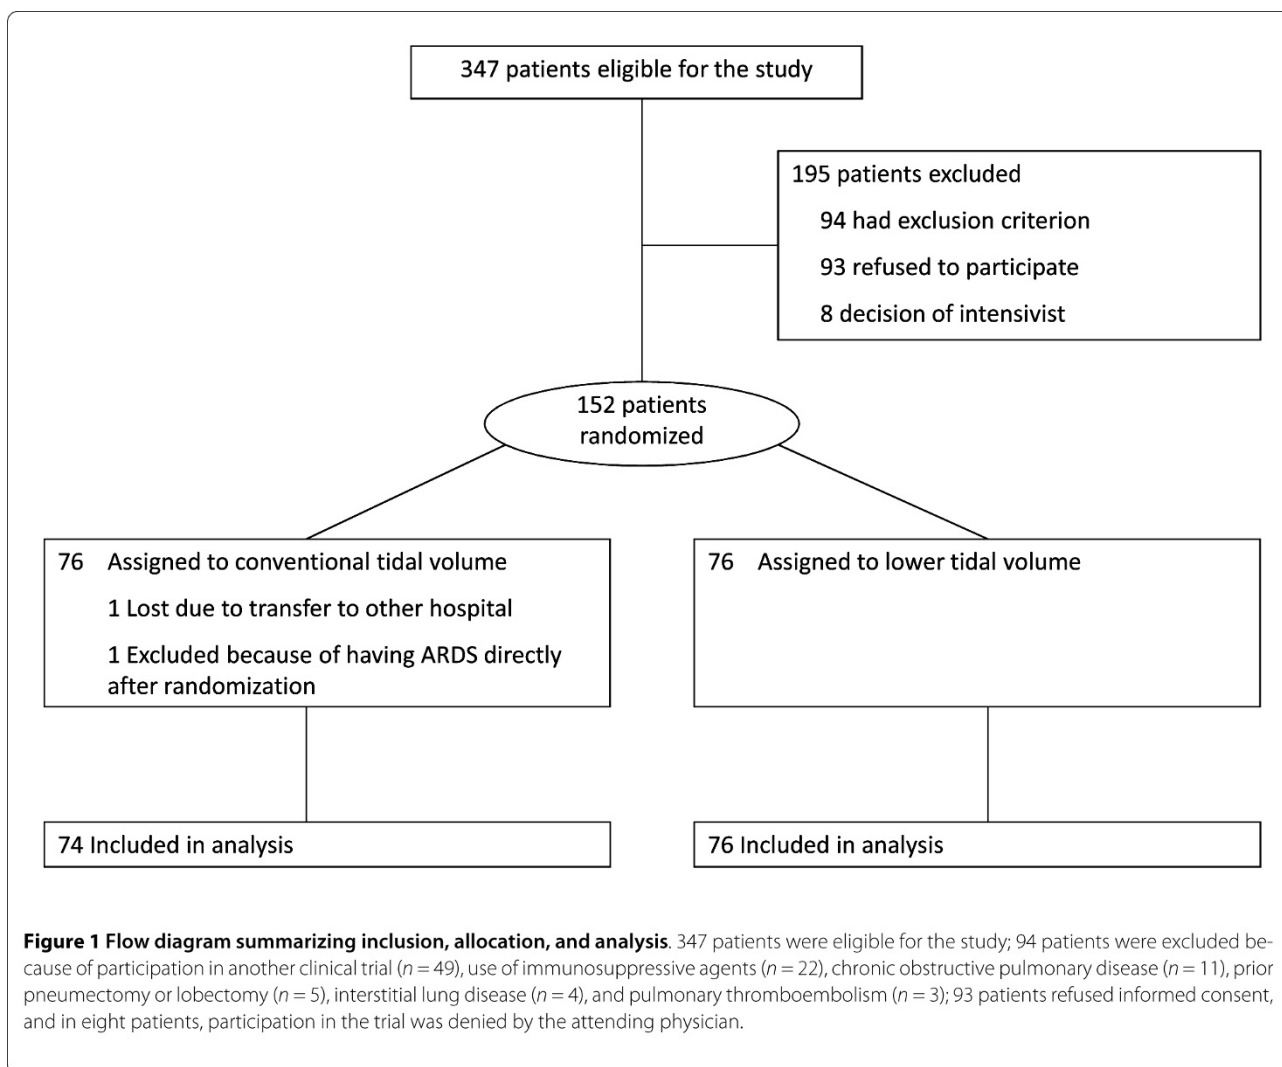 347 patients eligible for the study
195 patients excluded
94 had exclusion criterion
93 refused to participate
8 decision of intensivist
152 patients
randomized
76 Assigned to conventional tidal volume
1 Lost due to transfer to other hospital
1 Excluded because of having ARDS directly
after randomization
76 Assigned to lower tidal volume
74 Included in analysis
76 Included in analysis
Figure 1 Flow diagram summarizing inclusion, allocation, and analysis. 347 patients were eligible for the study; 94 patients were excluded be-
cause of participation in another clinical trial (n = 49), use of immunosuppressive agents (n = 22), chronic obstructive pulmonary disease (n = 11), prior
pneumectomy or lobectomy (n = 5), interstitial lung disease (n = 4), and pulmonary thromboembolism (n = 3); 93 patients refused informed consent,
and in eight patients, participation in the trial was denied by the attending physician.